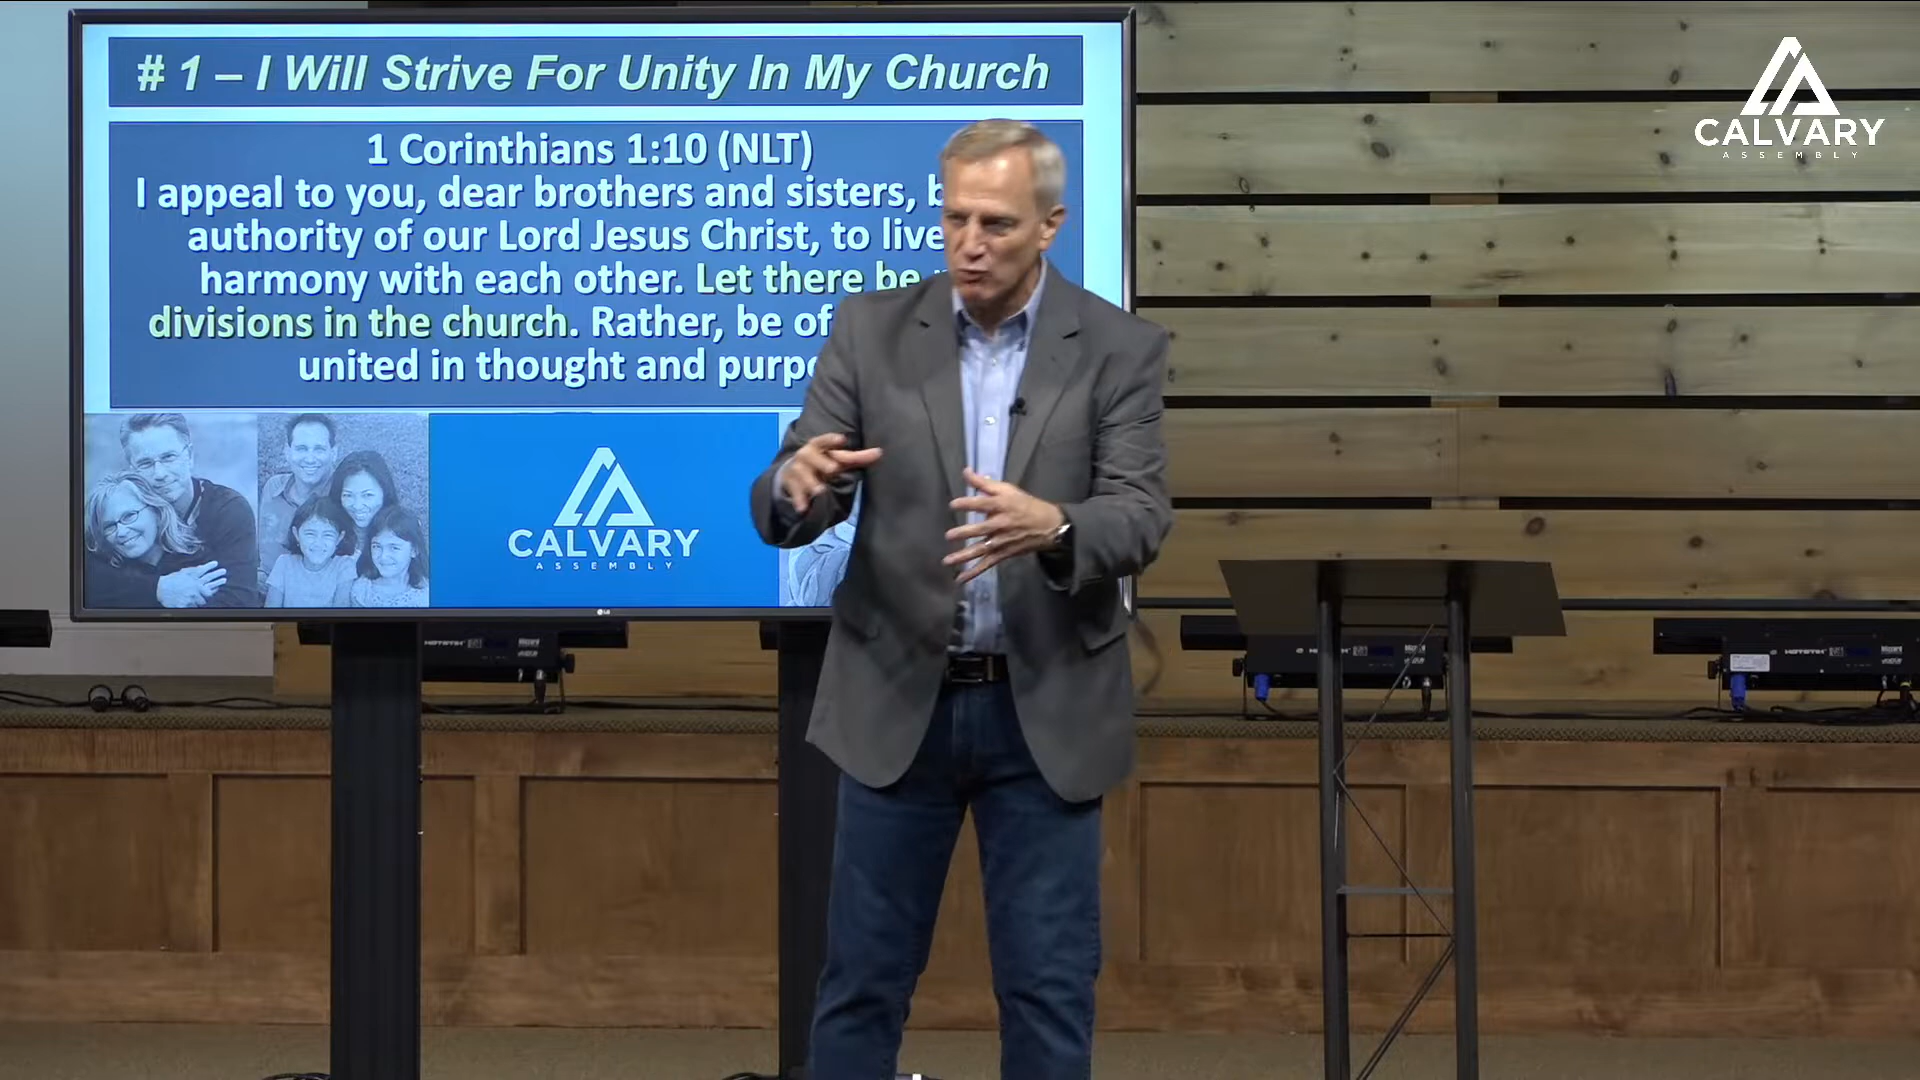 # 1 – I Will Strive For Unity In My Church
1 Corinthians 1:10 (NLT)
I appeal to you, dear brothers and sisters,
authority of our Lord Jesus Christ, to live
harmony with each other. Let there be
divisions in the church. Rather, be of
united in thought and
CALVARY
ASSEMBLY
LG
CALVARY
ASSEMBLY